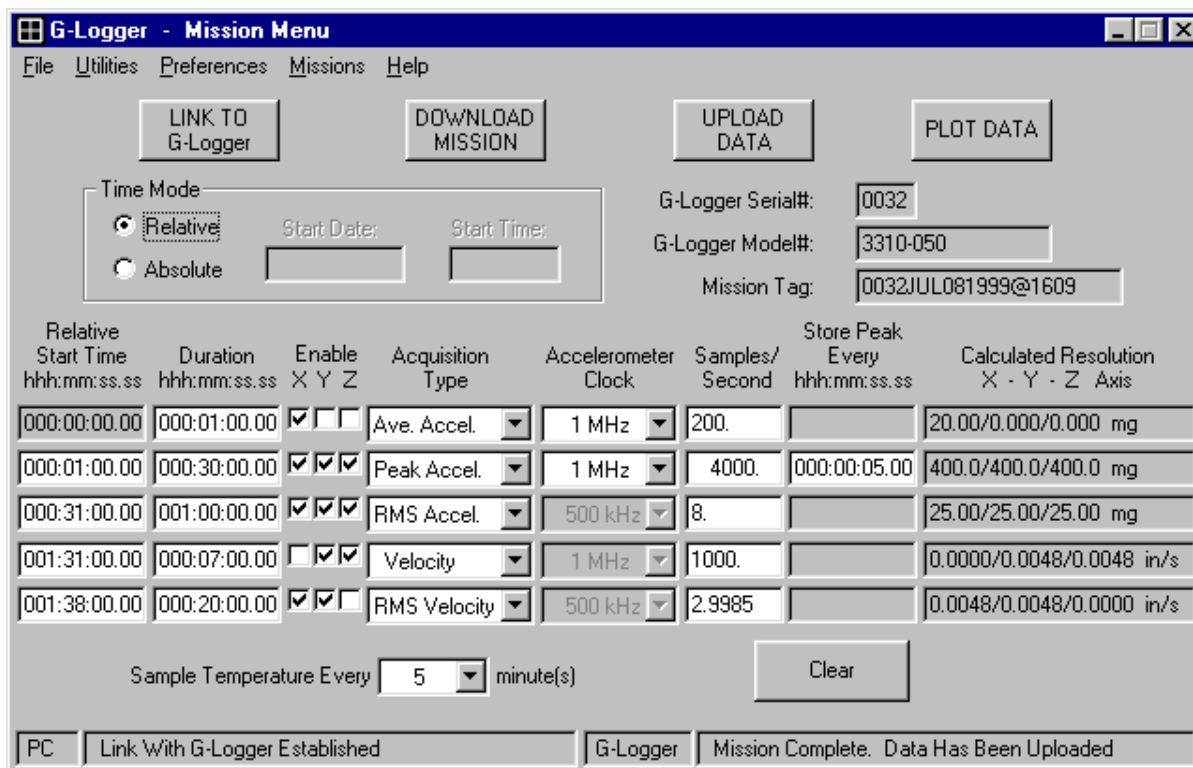 G-Logger - Mission Menu
File Utilities Preferences Missions Help
LINK TO
G-Logger
DOWNLOAD
MISSION
UPLOAD
DATA
PLOT DATA
Time Mode
Relative
Start Date:
Start Time:
Absolute
G-Logger Serial#: 0032
G-Logger Model#: 3310-050
Mission Tag: 0032JUL081999@1609
Relative
Start Time
hhh:mm:ss.ss
Duration
hhh:mm:ss.ss
Enable
X Y Z
Acquisition
Type
Accelerometer
Clock
Samples/
Second
Store Peak
Every
hhh:mm:ss.ss
Calculated Resolution
X - Y - Z Axis
000:00:00.00 000:01:00.00 Ave. Accel. 1 MHz 200. 20.00/0.000/0.000 mg
000:01:00.00 000:30:00.00 Peak Accel. 1 MHz 4000. 000:00:05.00 400.0/400.0/400.0 mg
000:31:00.00 001:00:00.00 RMS Accel. 500 kHz 8. 25.00/25.00/25.00 mg
001:31:00.00 000:07:00.00 Velocity 1 MHz 1000. 0.0000/0.0048/0.0048 in/s
001:38:00.00 000:20:00.00 RMS Velocity 500 kHz 2.9985 0.0048/0.0048/0.0000 in/s
Sample Temperature Every 5 minute(s)
Clear
PC Link With G-Logger Established G-Logger Mission Complete. Data Has Been Uploaded